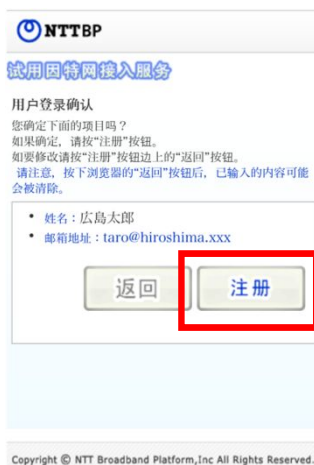 NTTBP
试用因特网接入服务
用户登录确认
您确定下面的项目吗？
如果确定，请按“注册”按钮。
如要修改请按“注册”按钮边上的“返回”按钮。
请注意，按下浏览器的“返回”按钮后，已输入的内容可能
会被清除。
• 姓名：広島太郎
• 邮箱地址：taro@hiroshima.xxx
返回 注册
Copyright © NTT Broadband Platform,Inc All Rights Reserved.